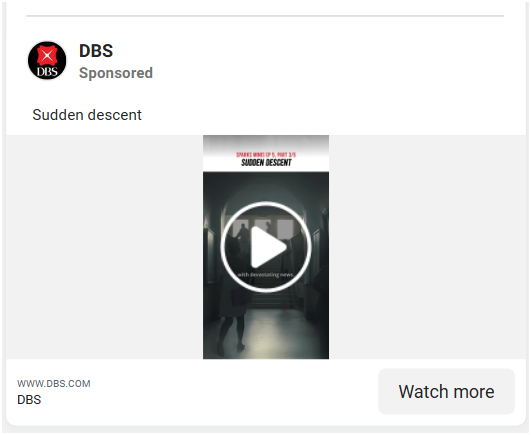 DBS
Sponsored
DBS
Sudden descent
SPARKS MINIS EP 5, PART 3/5
SUDDEN DESCENT
with devastating news
WWW.DBS.COM
DBS
Watch more